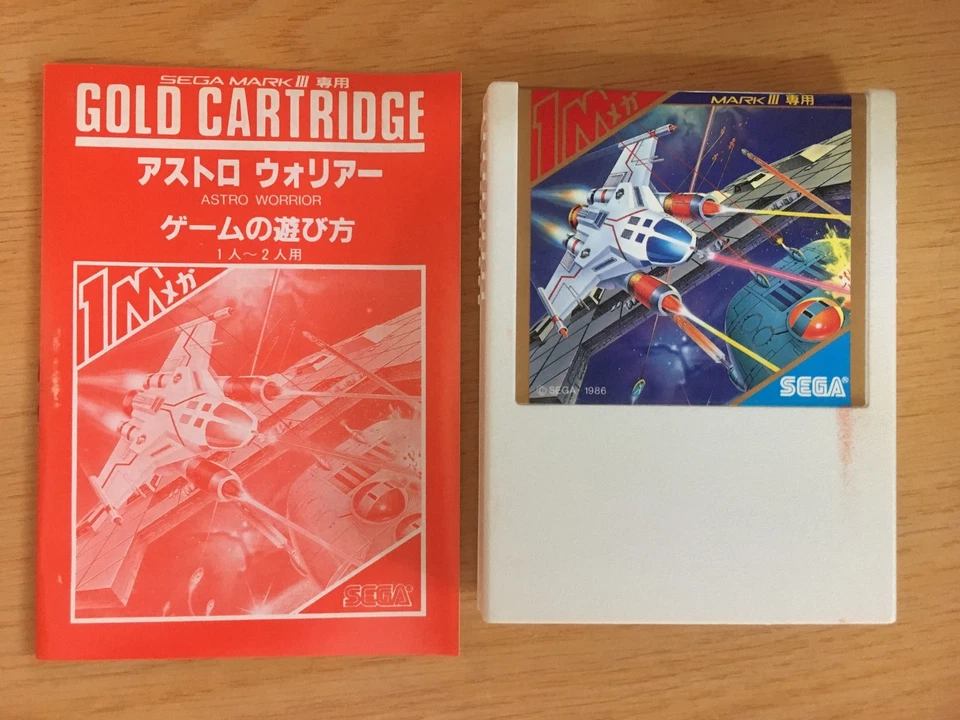 SEGA MARK III 専用
GOLD CARTRIDGE
アストロ ウォリアー
ASTRO WORRIOR
ゲームの遊び方
1人〜2人用
1Mメガ
SEGA®
1Mメガ
MARK III 専用
© SEGA 1986
SEGA®